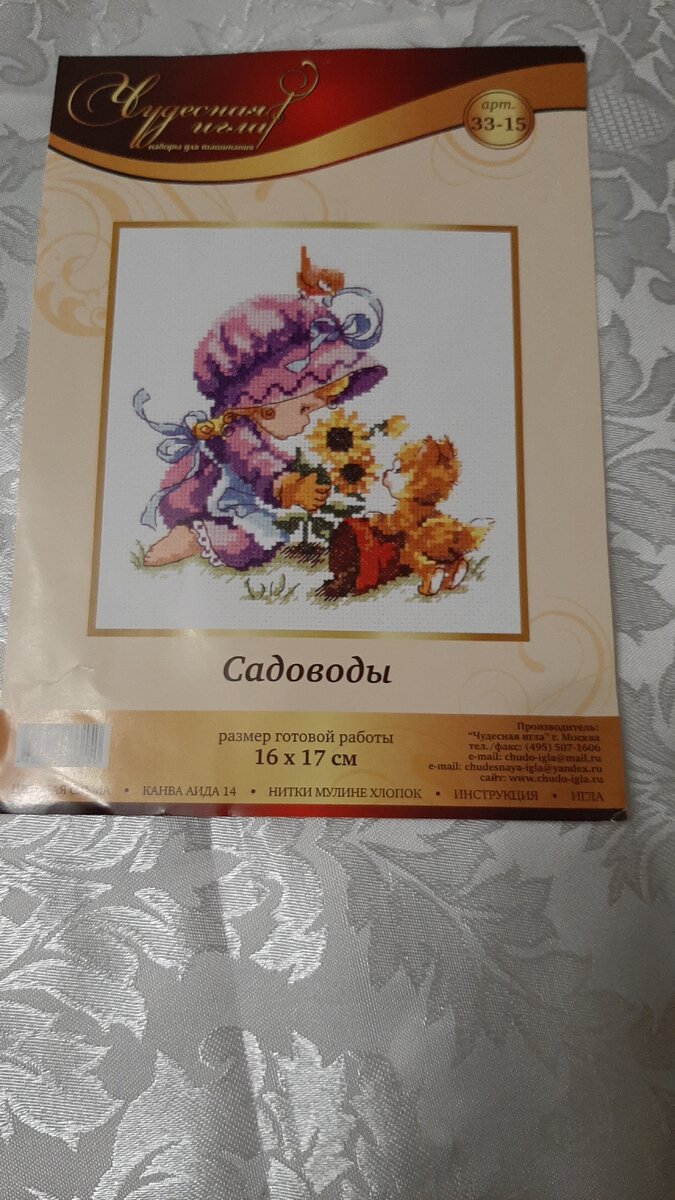 Чудесная
игла
наборы для вышивания
арт.
33-15
Садоводы
размер готовой работы
16 х 17 см
Производитель:
"Чудесная игла" г. Москва
тел./факс: (495) 507-1606
e-mail: chudo-igla@mail.ru
e-mail: chudesnaya-igla@yandex.ru
сайт: www.chudo-igla.ru
• КАНВА АИДА 14 • НИТКИ МУЛИНЕ ХЛОПОК • ИНСТРУКЦИЯ • ИГЛА